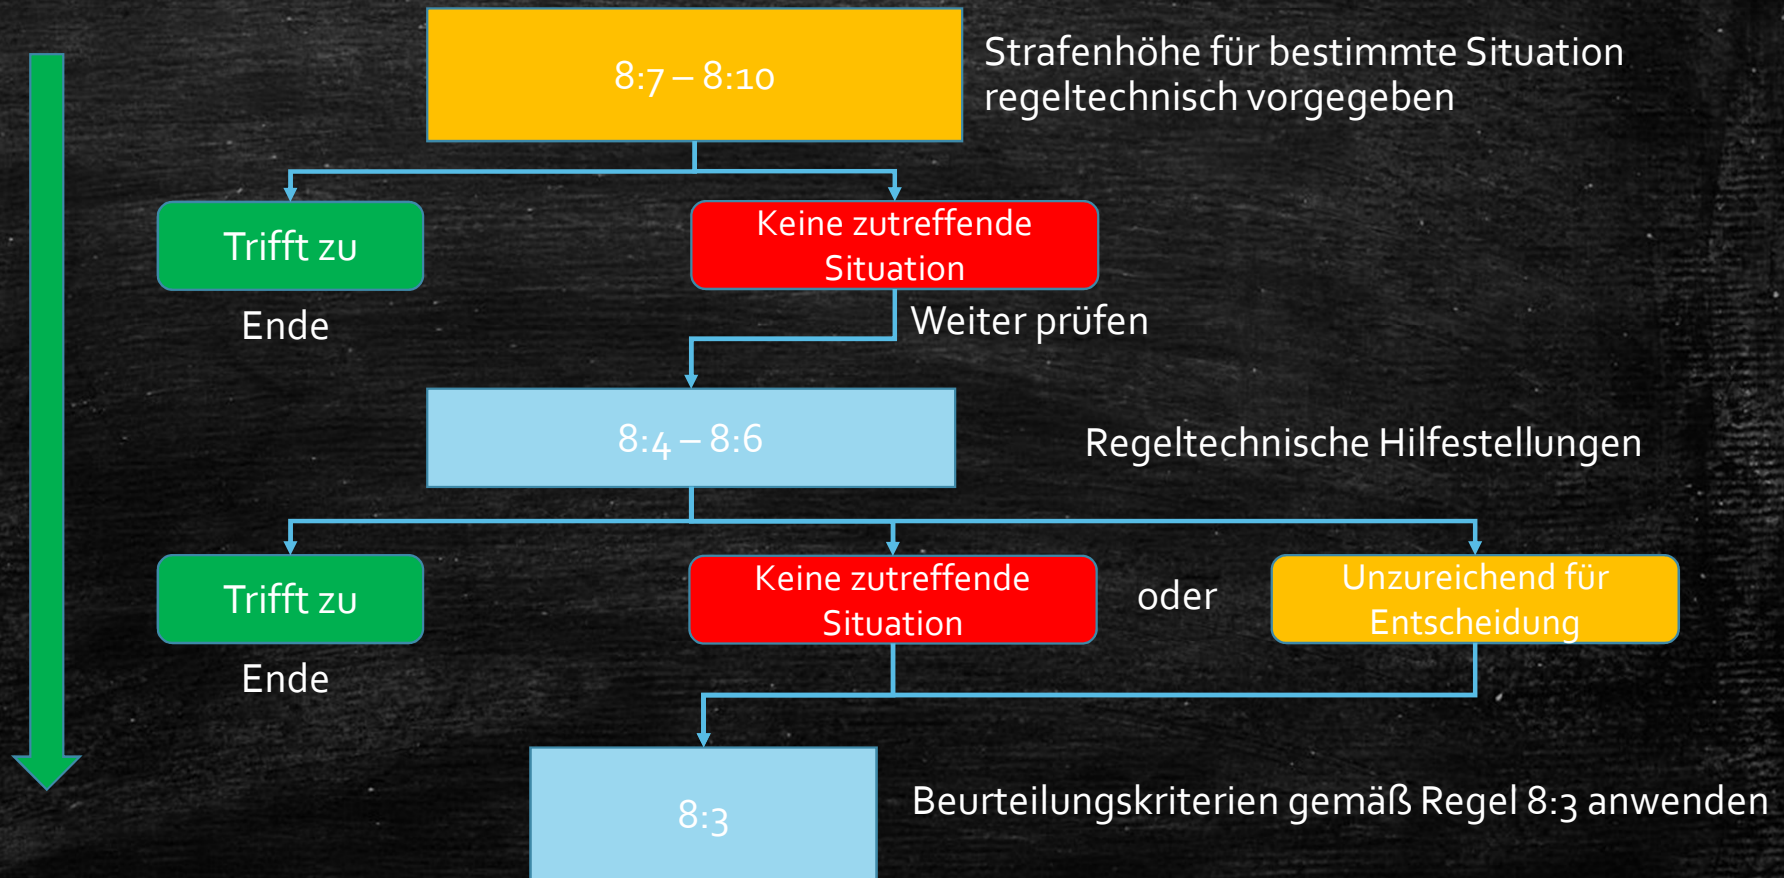 8:7 – 8:10
Strafenhöhe für bestimmte Situation
regeltechnisch vorgegeben
Trifft zu
Keine zutreffende
Situation
Ende
Weiter prüfen
8:4 – 8:6
Regeltechnische Hilfestellungen
Trifft zu
Keine zutreffende
Situation
oder
Unzureichend für
Entscheidung
Ende
8:3
Beurteilungskriterien gemäß Regel 8:3 anwenden